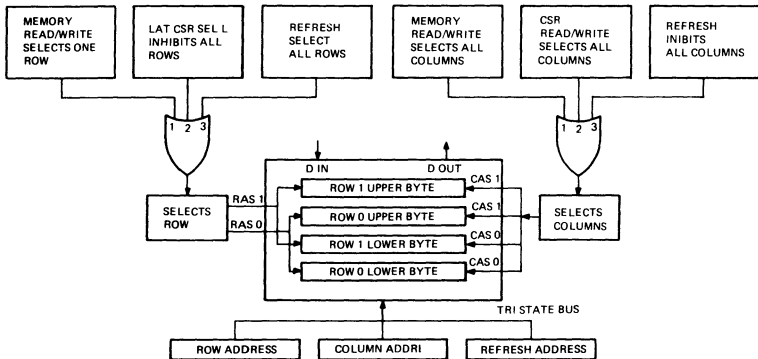 MEMORY
READ/WRITE
SELECTS ONE
ROW
LAT CSR SEL L
INHIBITS ALL
ROWS
REFRESH
SELECT
ALL ROWS
MEMORY
READ/WRITE
SELECTS ALL
COLUMNS
CSR
READ/WRITE
SELECTS ALL
COLUMNS
REFRESH
INIBITS
ALL COLUMNS
1 2 3
1 2 3
D IN
D OUT
SELECTS
ROW
RAS 1
RAS 0
ROW 1 UPPER BYTE
ROW 0 UPPER BYTE
ROW 1 LOWER BYTE
ROW 0 LOWER BYTE
CAS 1
CAS 1
CAS 0
CAS 0
SELECTS
COLUMNS
TRI STATE BUS
ROW ADDRESS
COLUMN ADDRI
REFRESH ADDRESS